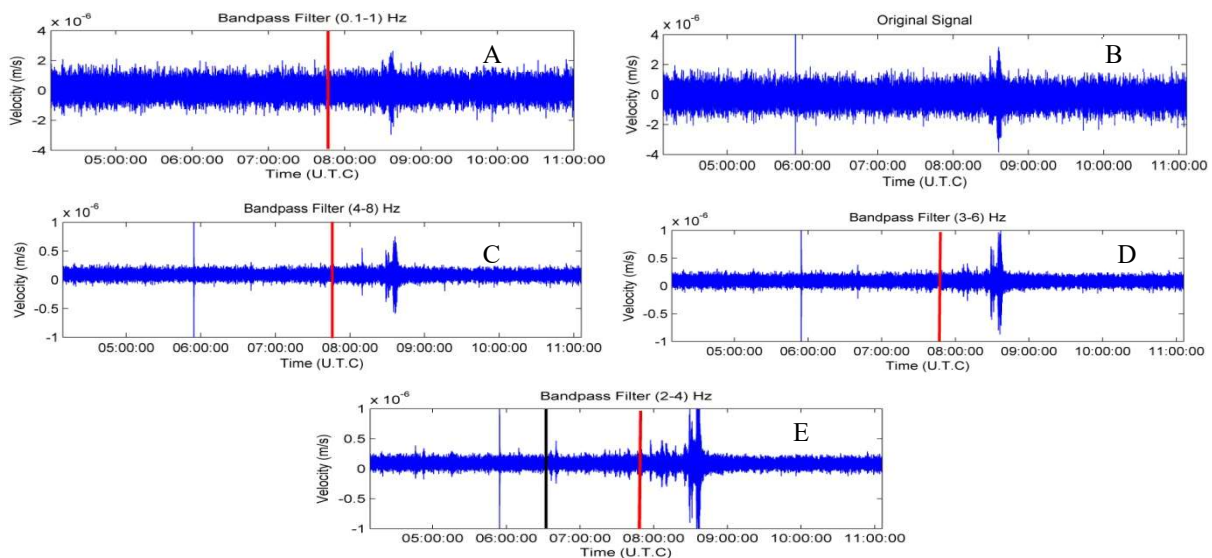 Bandpass Filter (0.1-1) Hz
× 10⁻⁶
A
Velocity (m/s)
4
2
0
-2
-4
05:00:00 06:00:00 07:00:00 08:00:00 09:00:00 10:00:00 11:00:00
Time (U.T.C)
Original Signal
× 10⁻⁶
B
Velocity (m/s)
4
2
0
-2
-4
05:00:00 06:00:00 07:00:00 08:00:00 09:00:00 10:00:00 11:00:00
Time (U.T.C)
Bandpass Filter (4-8) Hz
× 10⁻⁶
C
Velocity (m/s)
1
0.5
0
-0.5
-1
05:00:00 06:00:00 07:00:00 08:00:00 09:00:00 10:00:00 11:00:00
Time (U.T.C)
Bandpass Filter (3-6) Hz
× 10⁻⁶
D
Velocity (m/s)
1
0.5
0
-0.5
-1
05:00:00 06:00:00 07:00:00 08:00:00 09:00:00 10:00:00 11:00:00
Time (U.T.C)
Bandpass Filter (2-4) Hz
× 10⁻⁶
E
Velocity (m/s)
1
0.5
0
-0.5
-1
05:00:00 06:00:00 07:00:00 08:00:00 09:00:00 10:00:00 11:00:00
Time (U.T.C)